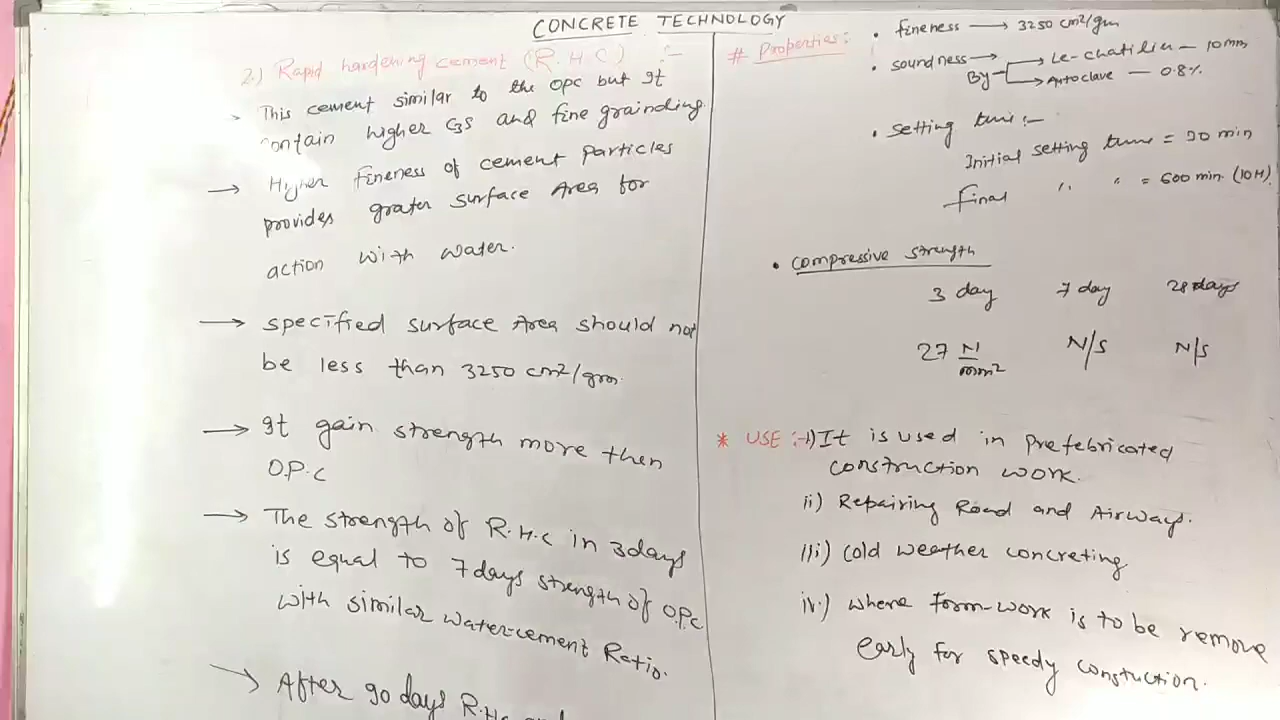 CONCRETE TECHNOLOGY
2.) Rapid hardening cement (R.H.C) :-
This cement similar to the OPC but It
contain higher C3S and fine grainding.
→ Higher fineness of cement particles
provides grater surface Area for
action with water.
→ specified surface Area should not
be less than 3250 cm²/gm.
→ It gain strength more then
O.P.C
→ The strength of R.H.C in 3days
is equal to 7days strength of O.P.C
with similar water-cement Ratio.
→ After 90 days R.H.C
# Properties:
• fineness → 3250 cm²/gm
• soundness →
By → Le-chatilier - 10mm
→ Autoclave - 0.8%
• setting time :-
Initial setting time = 30 min
final " " = 600 min. (10H).
• compressive strength
3 day 7 day 28 days
27 N/mm² N/S N/S
* USE :- i) It is used in prefebricated
construction work.
ii) Repairing Road and Airways.
iii) cold weather concreting
iv.) where form-work is to be remove
early for speedy constuction.